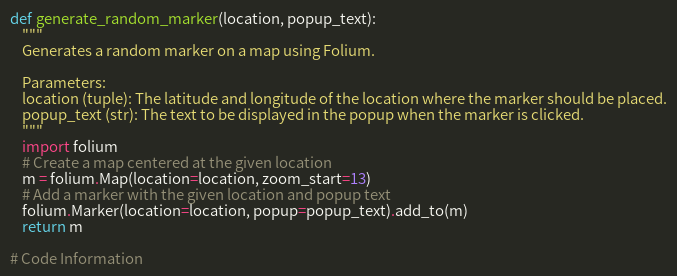 def generate_random_marker(location, popup_text):
"""
Generates a random marker on a map using Folium.
Parameters:
location (tuple): The latitude and longitude of the location where the marker should be placed.
popup_text (str): The text to be displayed in the popup when the marker is clicked.
"""
import folium
# Create a map centered at the given location
m = folium.Map(location=location, zoom_start=13)
# Add a marker with the given location and popup text
folium.Marker(location=location, popup=popup_text).add_to(m)
return m
# Code Information